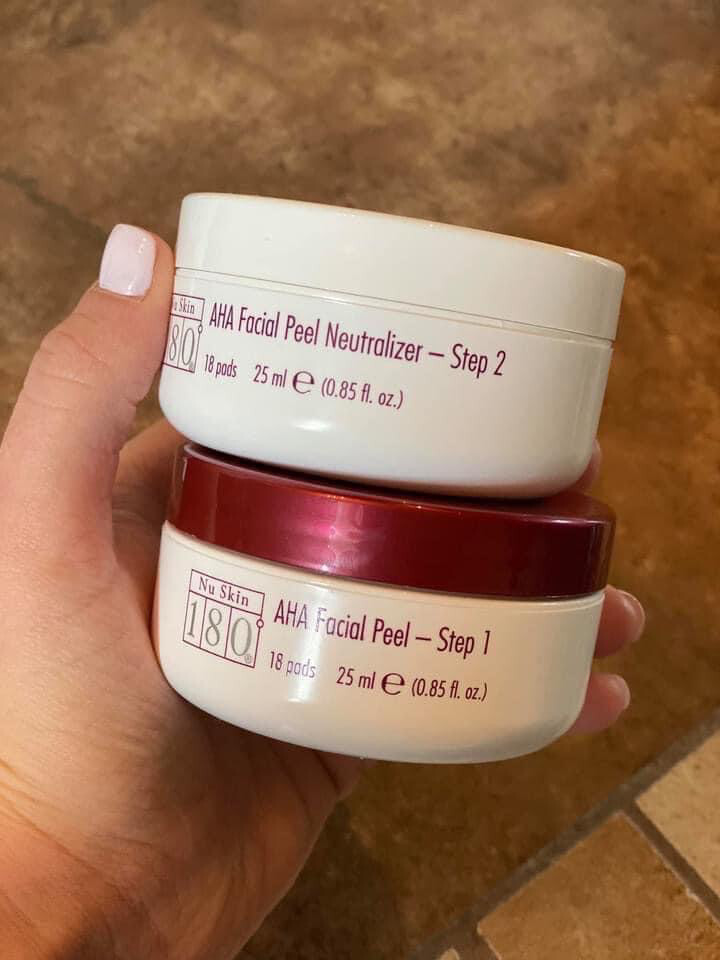 Nu Skin
80
AHA Facial Peel Neutralizer – Step 2
18 pads 25 ml ℮ (0.85 fl. oz.)
Nu Skin
180®
AHA Facial Peel – Step 1
18 pads 25 ml ℮ (0.85 fl. oz.)